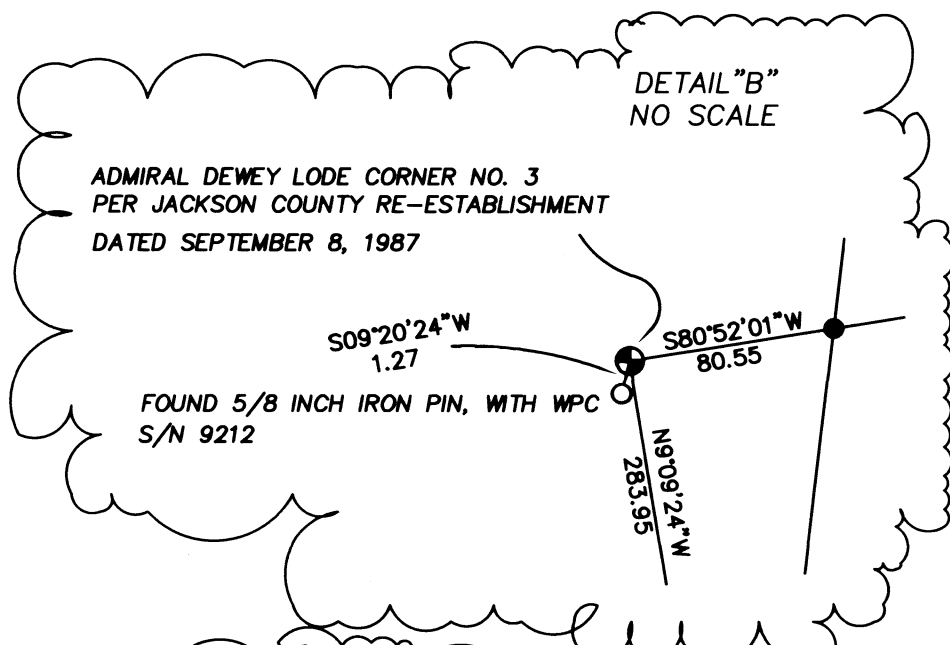 DETAIL"B"
NO SCALE
ADMIRAL DEWEY LODE CORNER NO. 3
PER JACKSON COUNTY RE-ESTABLISHMENT
DATED SEPTEMBER 8, 1987
S09°20'24"W
1.27
S80°52'01"W
80.55
FOUND 5/8 INCH IRON PIN, WITH WPC
S/N 9212
N9°09'24"W
283.95